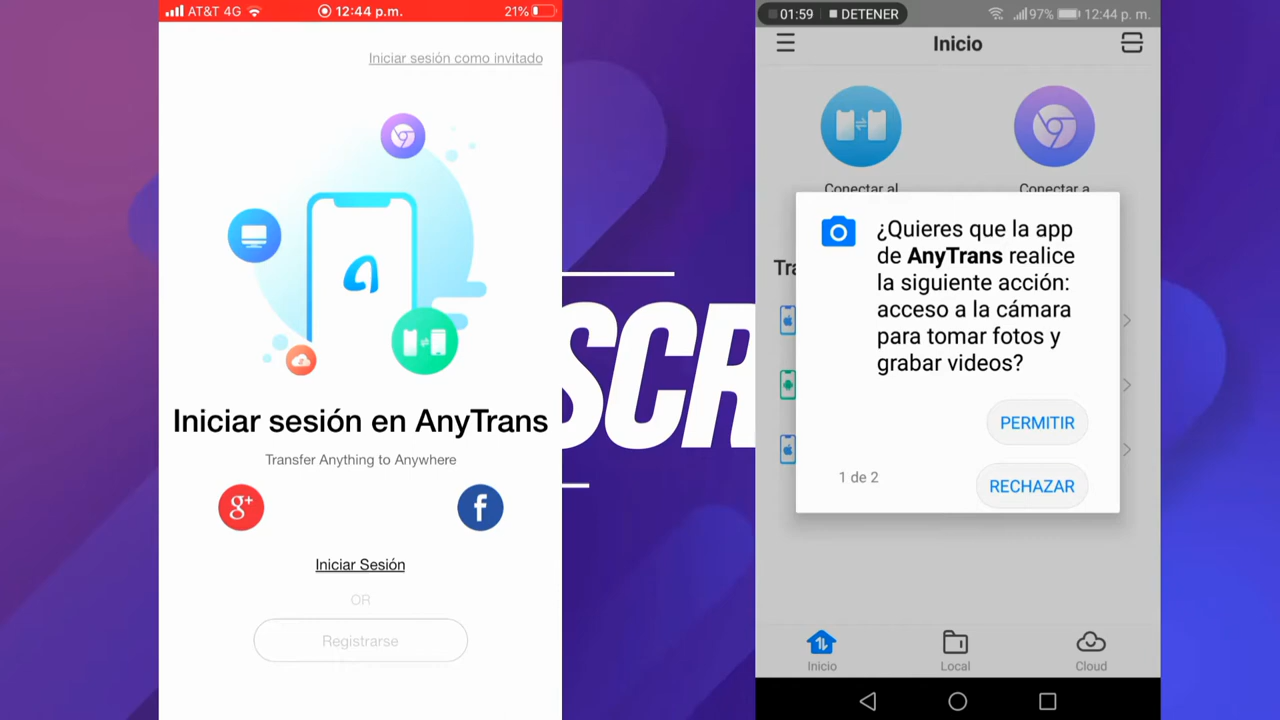 AT&T 4G
12:44 p.m.
21%
Iniciar sesión como invitado
Iniciar sesión en AnyTrans
Transfer Anything to Anywhere
g+
f
Iniciar Sesión
OR
Registrarse
SCR
01:59
DETENER
97%
12:44 p. m.
Inicio
Conectar al
Conectar a
Tra
¿Quieres que la app
de AnyTrans realice
la siguiente acción:
acceso a la cámara
para tomar fotos y
grabar videos?
PERMITIR
1 de 2
RECHAZAR
Inicio
Local
Cloud